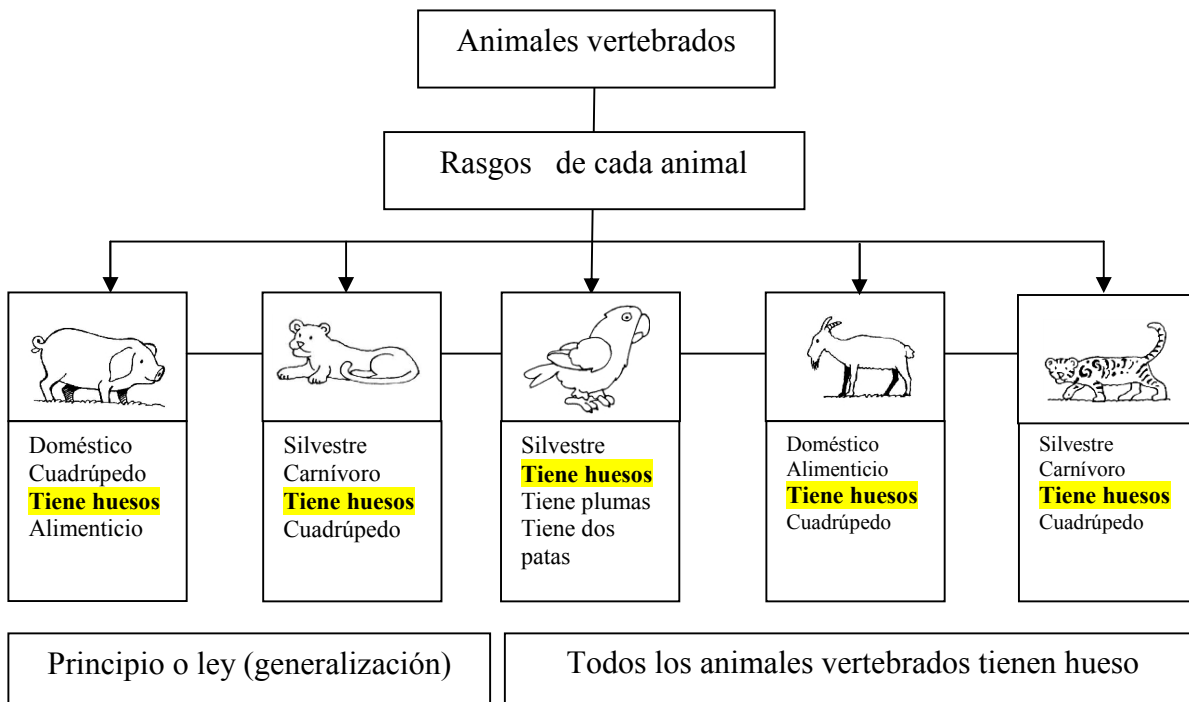 Animales vertebrados
Rasgos de cada animal
Doméstico
Cuadrúpedo
Tiene huesos
Alimenticio
Silvestre
Carnívoro
Tiene huesos
Cuadrúpedo
Silvestre
Tiene huesos
Tiene plumas
Tiene dos
patas
Doméstico
Alimenticio
Tiene huesos
Cuadrúpedo
Silvestre
Carnívoro
Tiene huesos
Cuadrúpedo
Principio o ley (generalización)
Todos los animales vertebrados tienen hueso